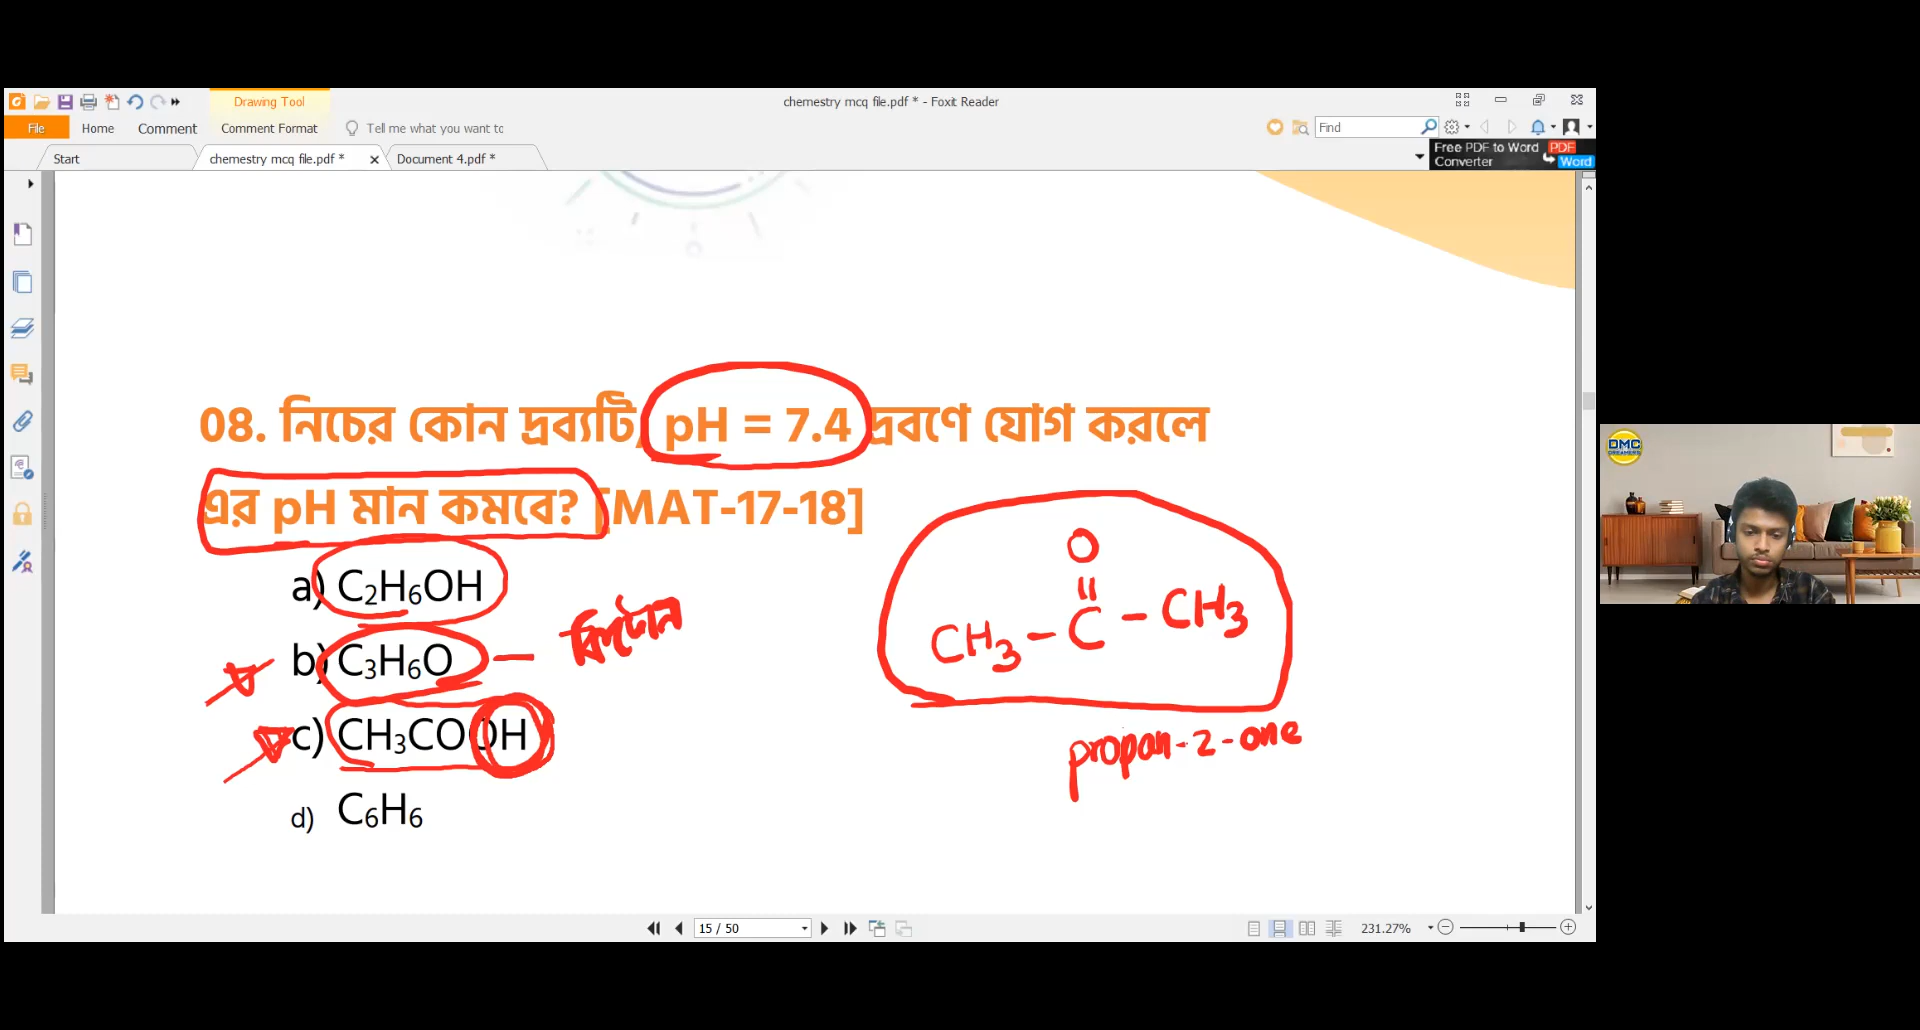 Drawing Tool
chemestry mcq file.pdf * - Foxit Reader
File Home Comment Comment Format Tell me what you want to
Find
Start chemestry mcq file.pdf * Document 4.pdf *
Free PDF to Word Converter PDF Word
08. নিচের কোন দ্রব্যটি, pH = 7.4 দ্রবণে যোগ করলে
এর pH মান কমবে? [MAT-17-18]
a) C₂H₆OH
b) C₃H₆O
c) CH₃COOH
d) C₆H₆
O
CH₃ - C - CH₃
propan-2-one
15 / 50
231.27%
DMC
DREAMERS